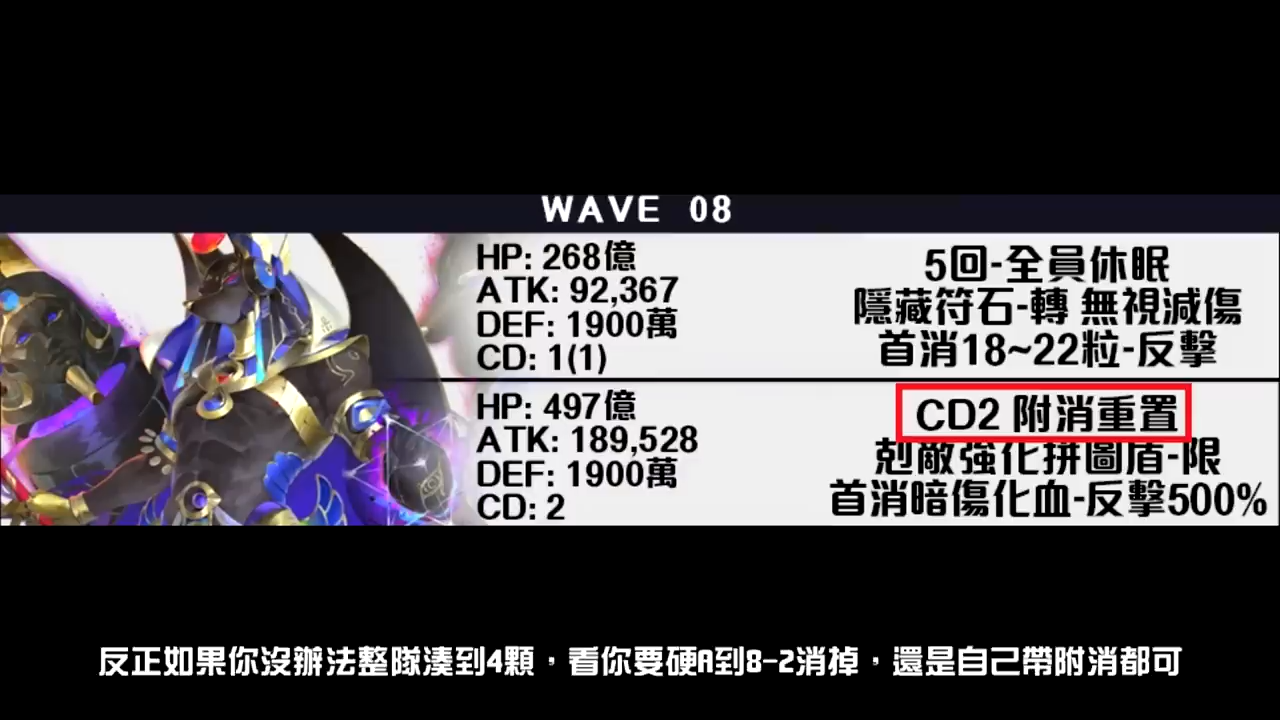 WAVE 08
HP: 268億
ATK: 92,367
DEF: 1900萬
CD: 1(1)
5回-全員休眠
隱藏符石-轉 無視減傷
首消18~22粒-反擊
HP: 497億
ATK: 189,528
DEF: 1900萬
CD: 2
CD2 附消重置
剋敵強化拼圖盾-限
首消暗傷化血-反擊500%
反正如果你沒辦法整隊湊到4顆，看你要硬A到8-2消掉，還是自己帶附消都可